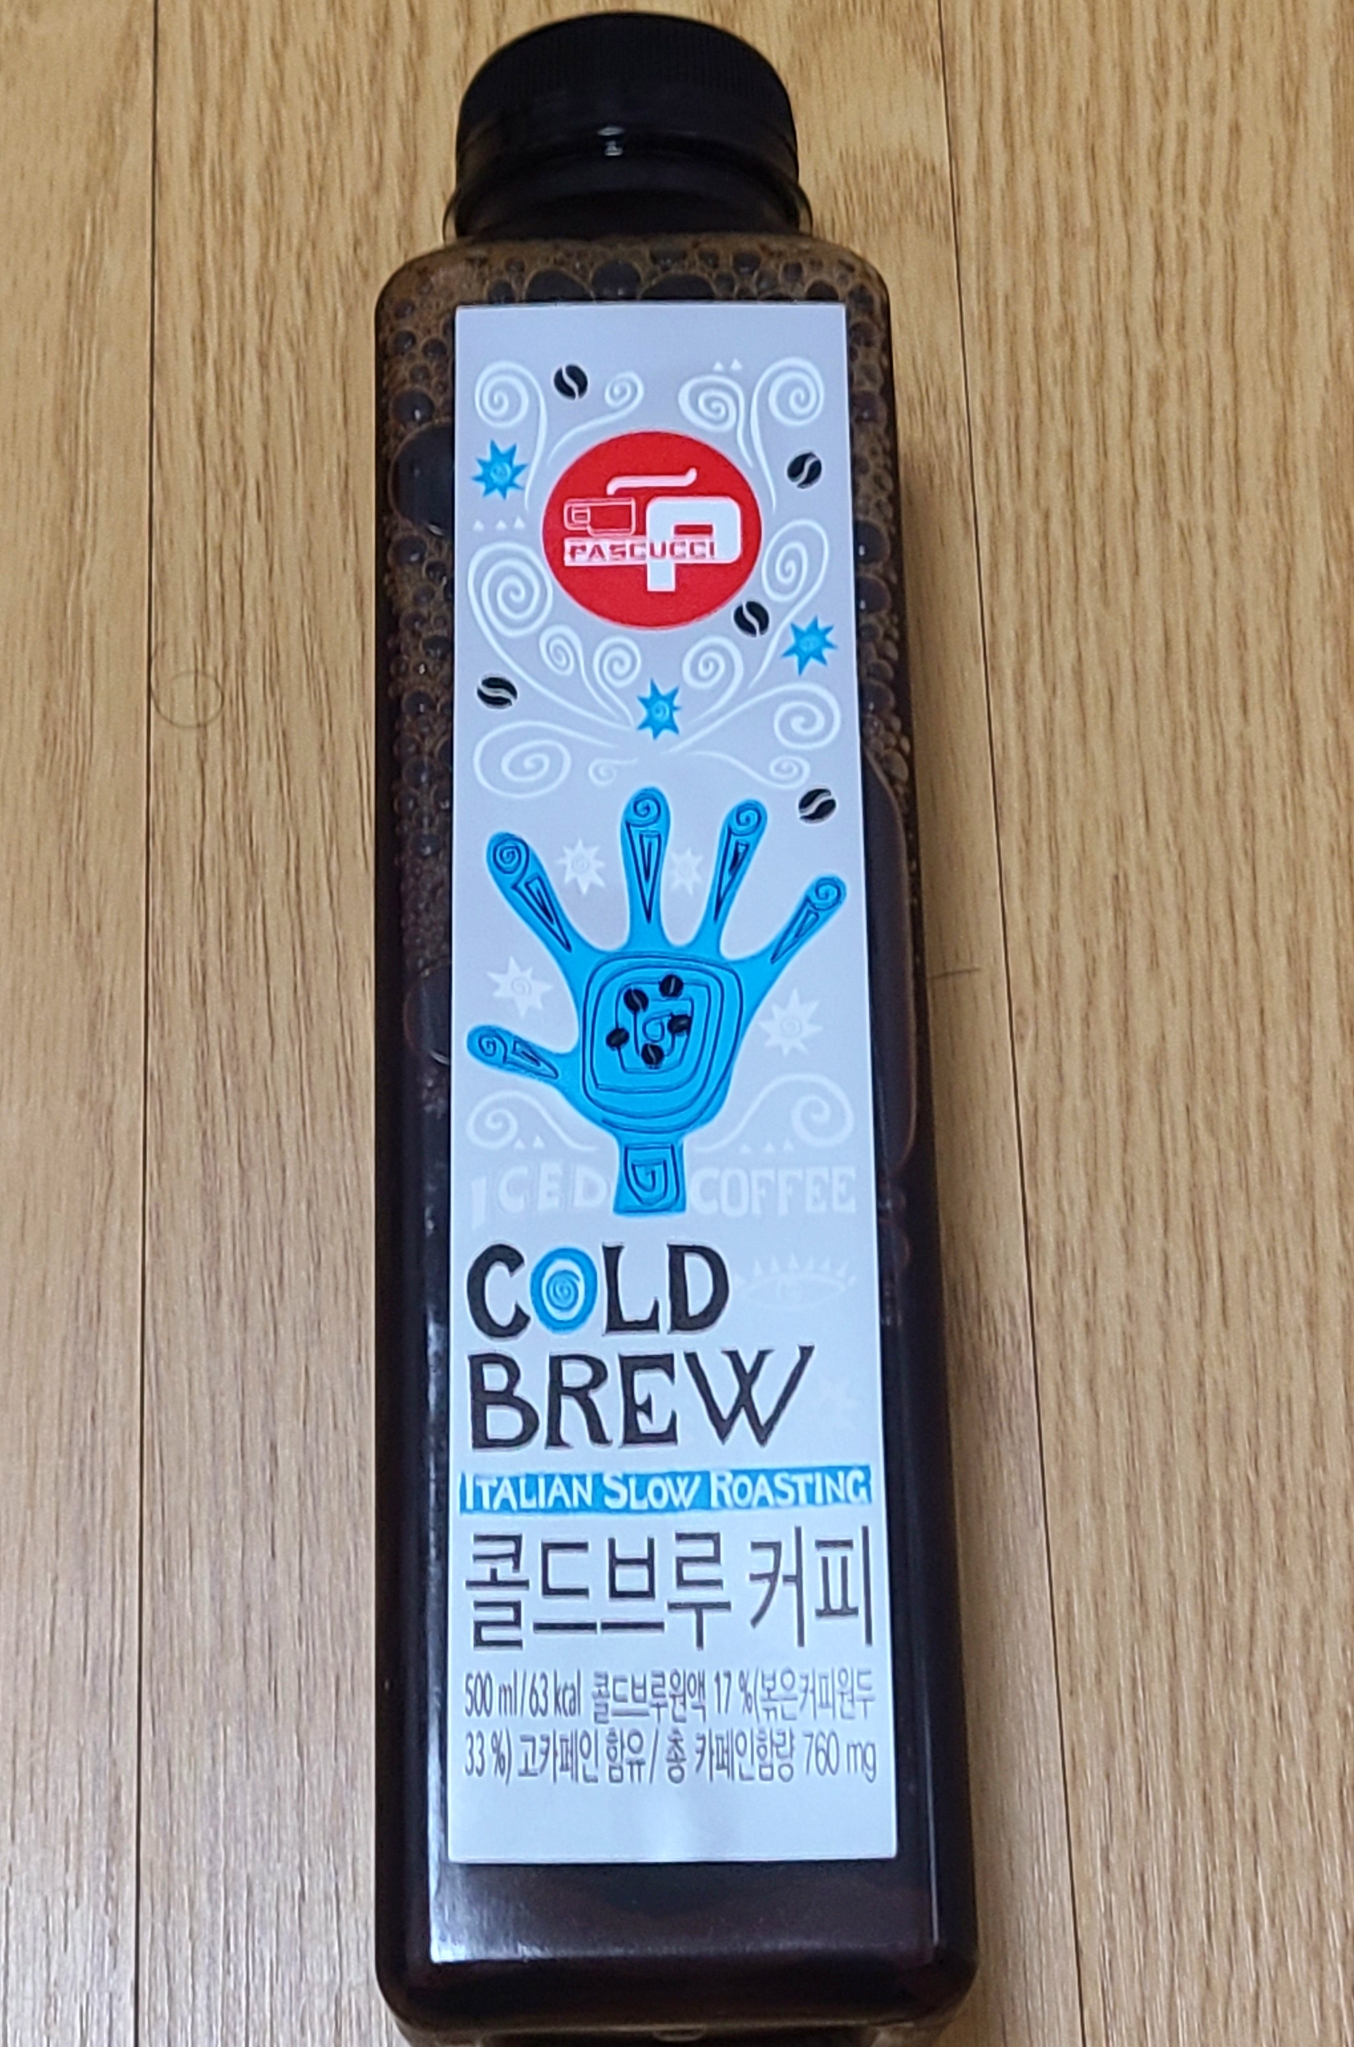 PASCUCCI
ICED COFFEE
COLD
BREW
ITALIAN SLOW ROASTING
콜드브루 커피
500 ml/63 kcal 콜드브루원액 17 %(볶은커피원두
33 %) 고카페인 함유/ 총 카페인함량 760 mg